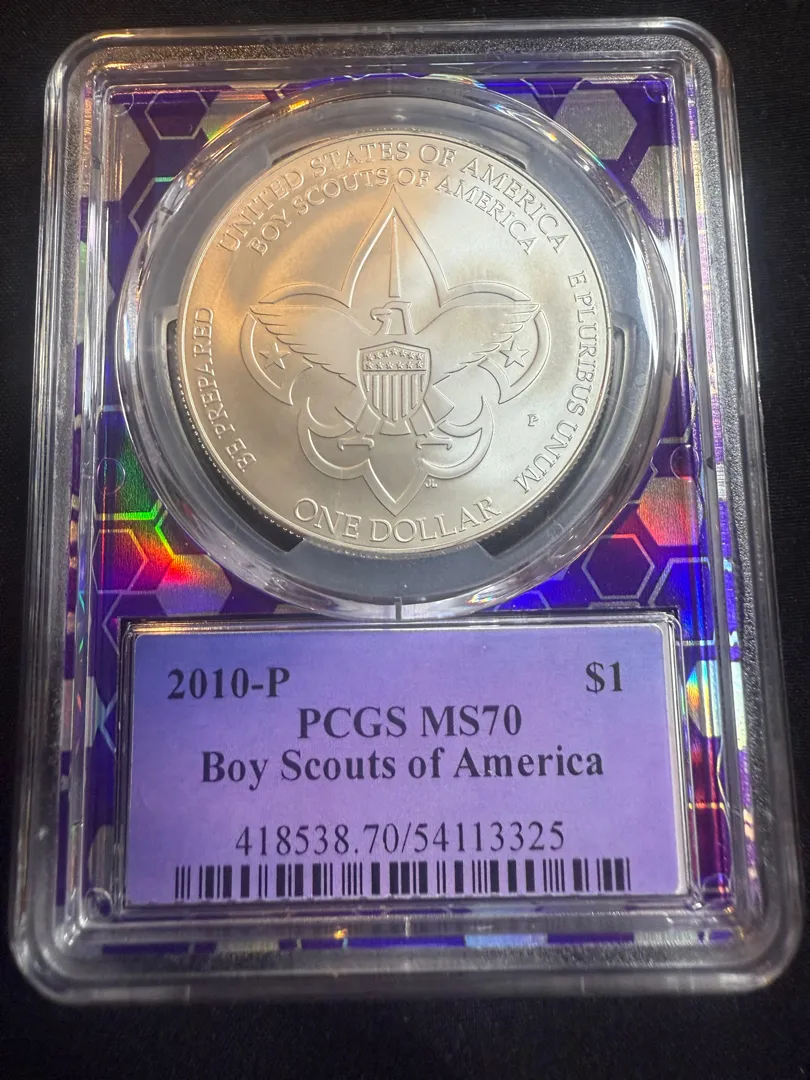 UNITED STATES OF AMERICA
BOY SCOUTS OF AMERICA
BE PREPARED
E PLURIBUS UNUM
P
JL
ONE DOLLAR
2010-P $1
PCGS MS70
Boy Scouts of America
418538.70/54113325